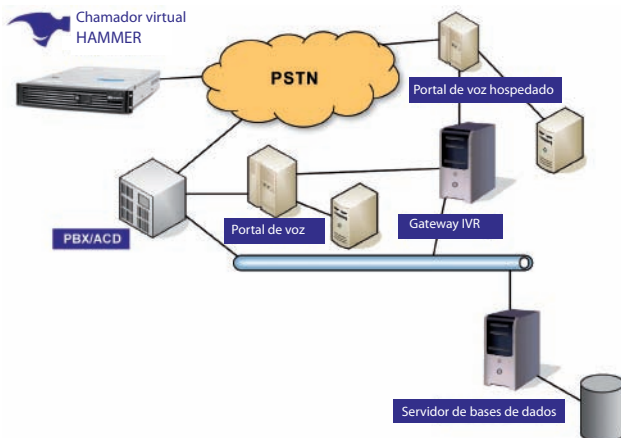 Chamador virtual
HAMMER
PSTN
Portal de voz hospedado
Portal de voz
Gateway IVR
PBX/ACD
Servidor de bases de dados